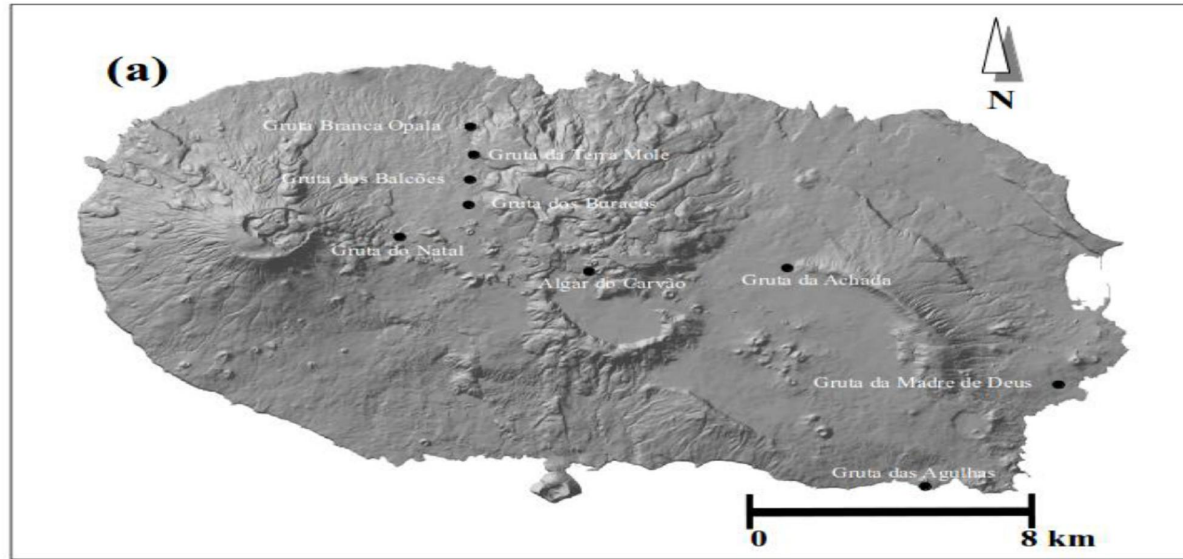 (a)
N
Gruta Branca Opala
Gruta da Terra Mole
Gruta dos Balcões
Gruta dos Buracos
Gruta do Natal
Algar do Carvão
Gruta da Achada
Gruta da Madre de Deus
Gruta das Agulhas
0 8 km